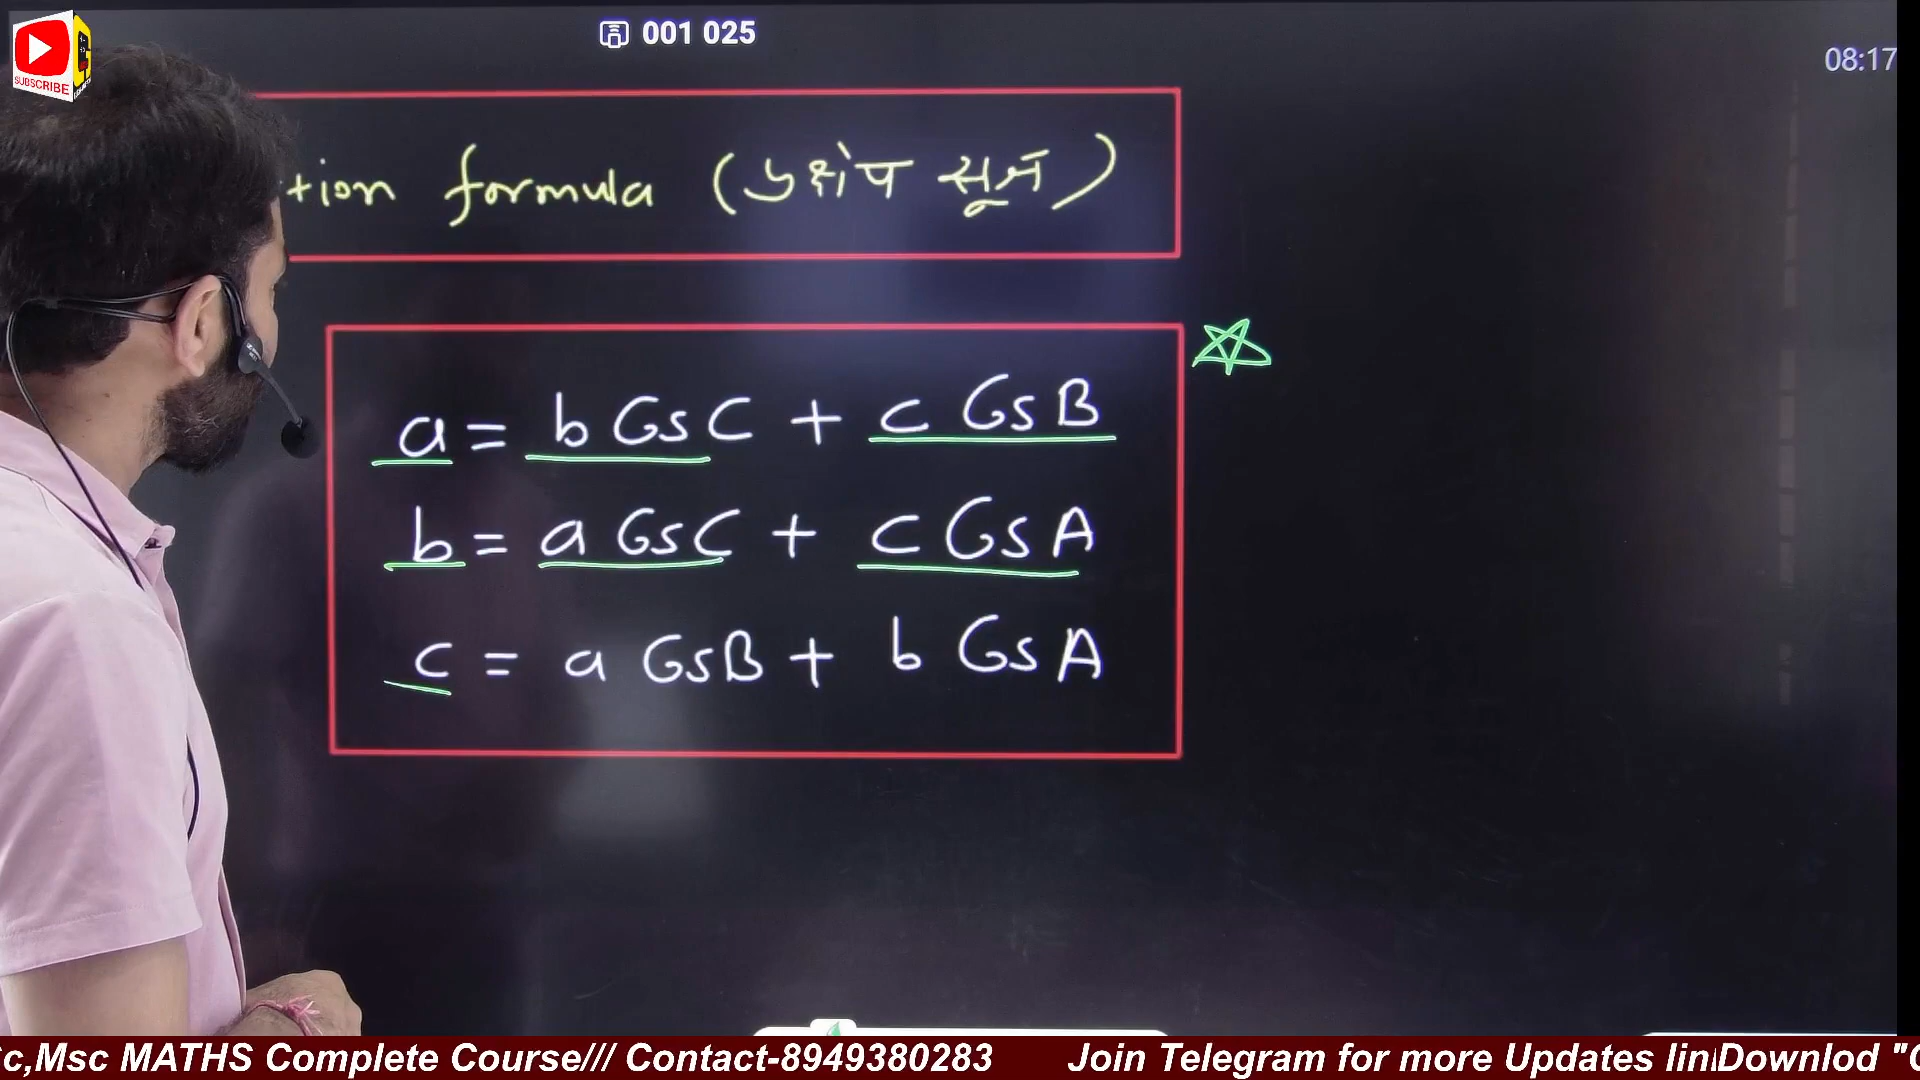 SUBSCRIBE
001 025
08:17
tion formula (प्रक्षेप सूत्र)
a = b Cos C + c Cos B
b = a Cos C + c Cos A
c = a Cos B + b Cos A
c,Msc MATHS Complete Course/// Contact-8949380283 Join Telegram for more Updates lin Downlod "